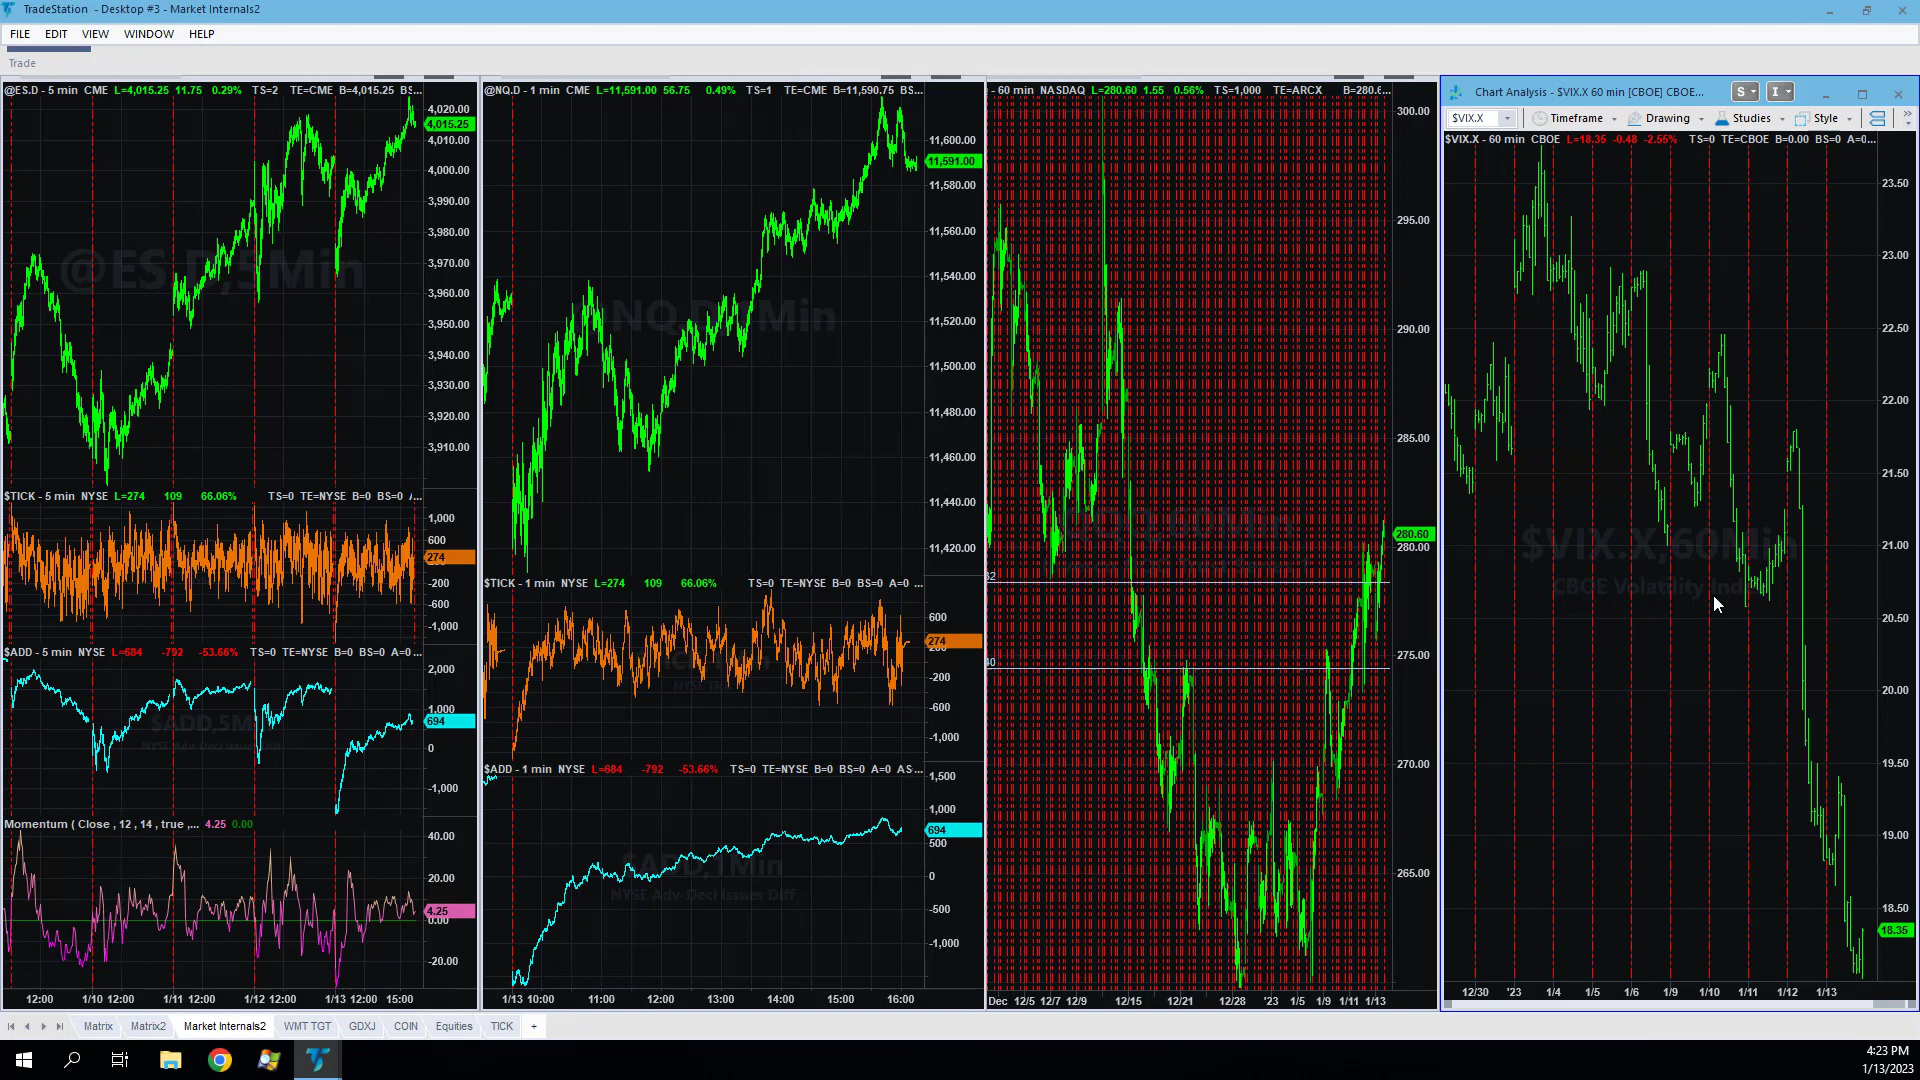 TradeStation - Desktop #3 - Market Internals2
FILE EDIT VIEW WINDOW HELP
Trade
@ES.D - 5 min CME L=4,015.25 11.75 0.29% TS=2 TE=CME B=4,015.25 BS...
4,020.00
4,015.25
4,010.00
4,000.00
3,990.00
3,980.00
3,970.00
3,960.00
3,950.00
3,940.00
3,930.00
3,920.00
3,910.00
@ES.D,5Min
$TICK - 5 min NYSE L=274 109 66.06% TS=0 TE=NYSE B=0 BS=0 A...
1,000
600
274
-200
-600
-1,000
$ADD - 5 min NYSE L=684 -792 -53.66% TS=0 TE=NYSE B=0 BS=0 A=0...
2,000
1,000
694
0
-1,000
Momentum ( Close , 12 , 14 , true ,... 4.25 0.00
40.00
20.00
4.25
0.00
-20.00
12:00 1/10 12:00 1/11 12:00 1/12 12:00 1/13 12:00 15:00
@NQ.D - 1 min CME L=11,591.00 56.75 0.49% TS=1 TE=CME B=11,590.75 BS...
11,600.00
11,591.00
11,580.00
11,560.00
11,540.00
11,520.00
11,500.00
11,480.00
11,460.00
11,440.00
11,420.00
$TICK - 1 min NYSE L=274 109 66.06% TS=0 TE=NYSE B=0 BS=0 A=0 ...
600
274
-200
-600
-1,000
$ADD - 1 min NYSE L=684 -792 -53.66% TS=0 TE=NYSE B=0 BS=0 A=0 AS ...
1,500
1,000
694
500
0
-500
-1,000
$ADD,1Min
NYSE Adv-Decl Issues Diff
1/13 10:00 11:00 12:00 13:00 14:00 15:00 16:00
- 60 min NASDAQ L=280.60 1.55 0.56% TS=1,000 TE=ARCX B=280.6...
300.00
295.00
290.00
285.00
280.60
280.00
275.00
270.00
265.00
Dec 12/5 12/7 12/9 12/15 12/21 12/28 '23 1/5 1/9 1/11 1/13
Chart Analysis - $VIX.X 60 min [CBOE] CBOE... S I
$VIX.X Timeframe Drawing Studies Style
$VIX.X - 60 min CBOE L=18.35 -0.48 -2.55% TS=0 TE=CBOE B=0.00 BS=0 A=0...
23.50
23.00
22.50
22.00
21.50
21.00
20.50
20.00
19.50
19.00
18.50
18.35
$VIX.X,60Min
CBOE Volatility Ind
12/30 '23 1/4 1/5 1/6 1/9 1/10 1/11 1/12 1/13
Matrix Matrix2 Market Internals2 WMT TGT GDXJ COIN Equities TICK +
4:23 PM
1/13/2023